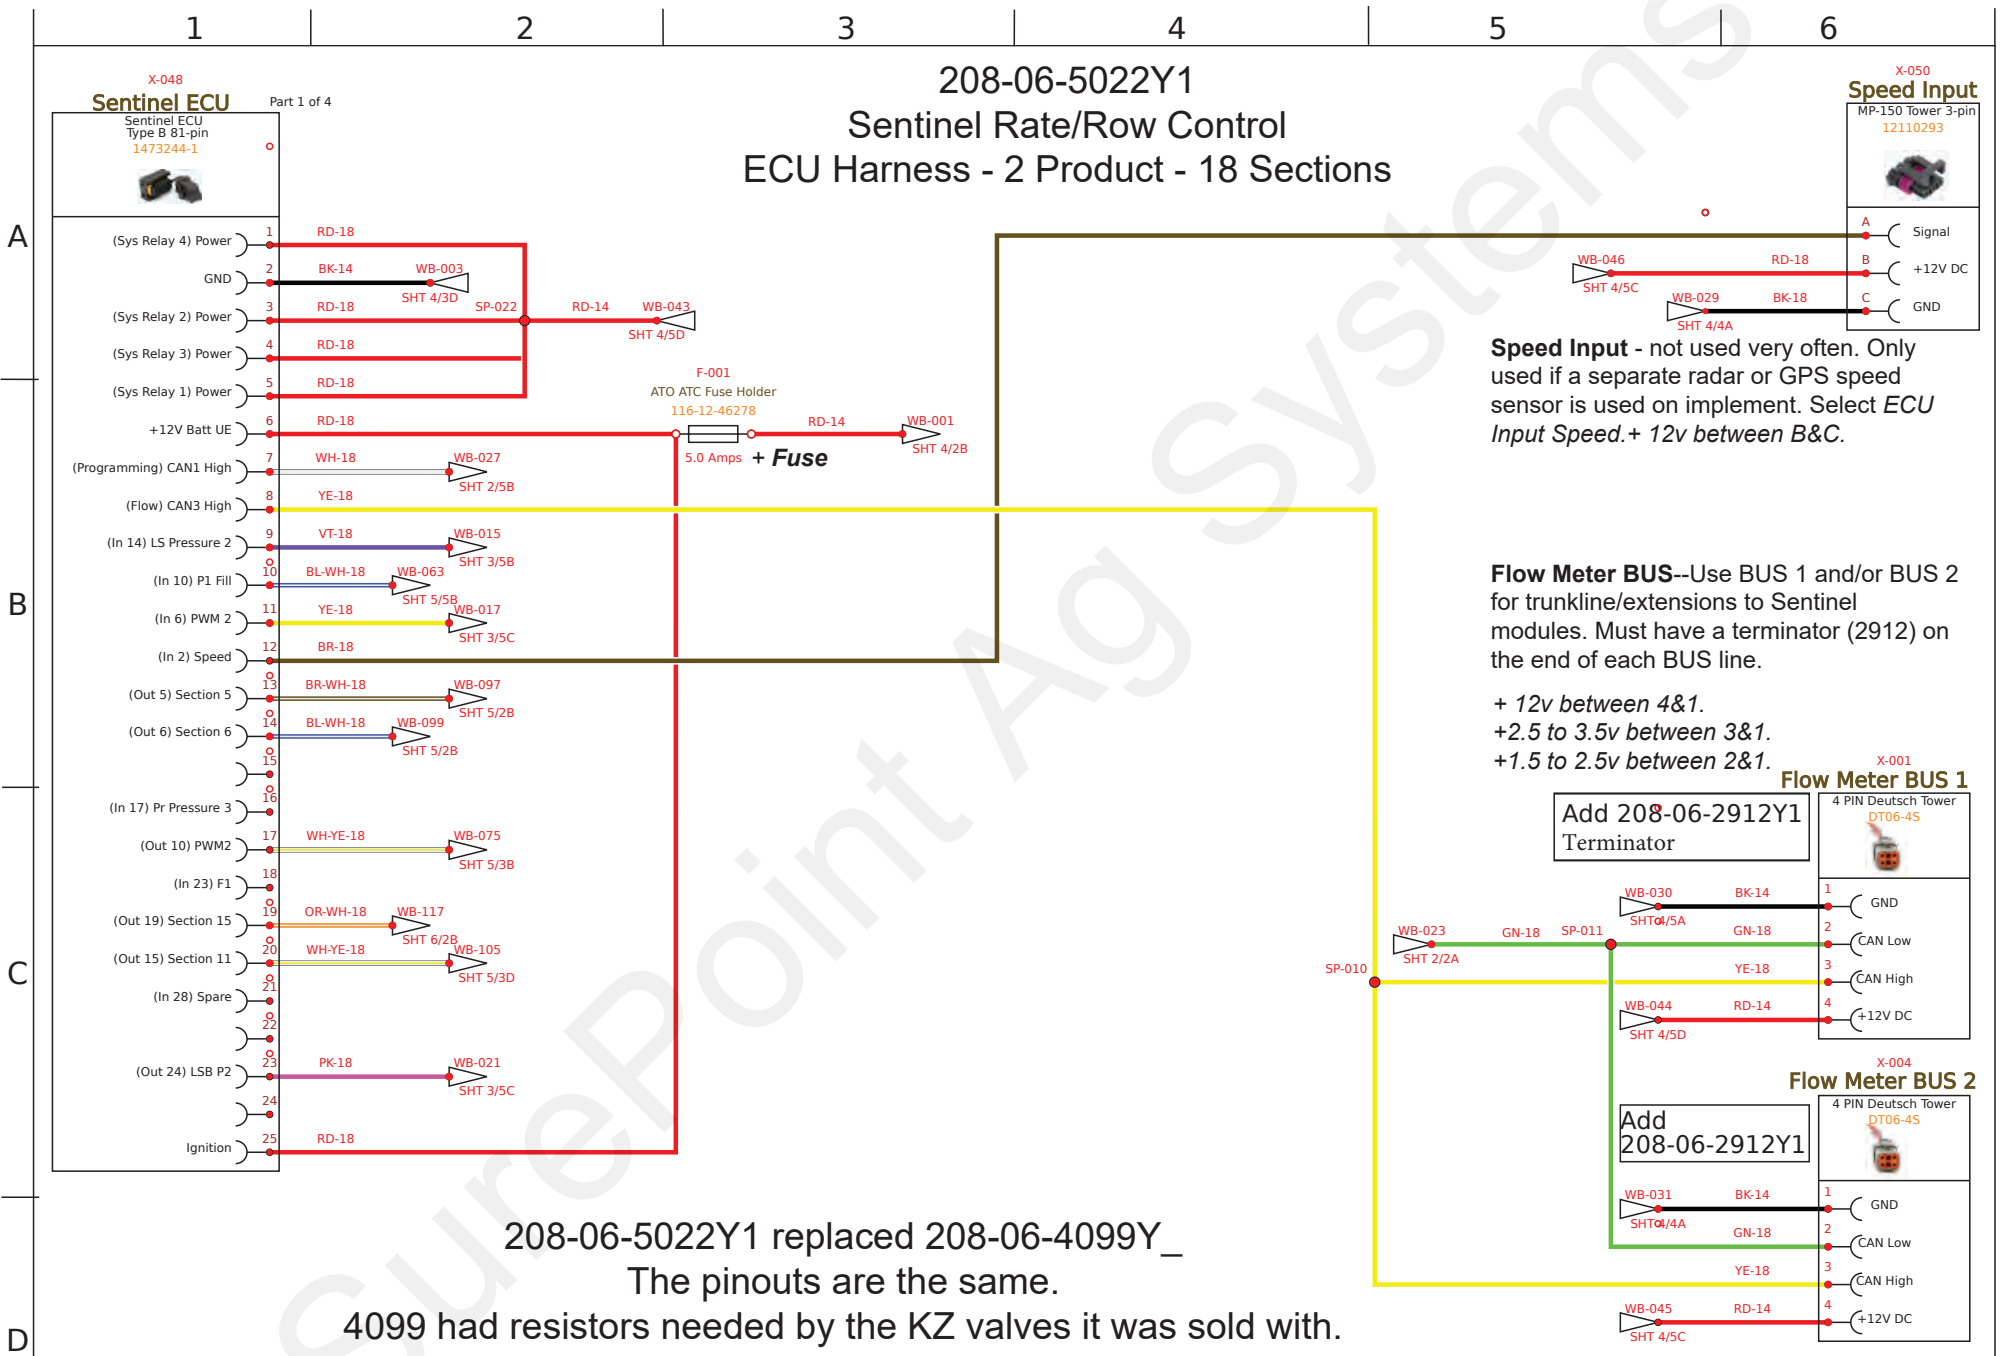 1 2 3 4 5 6
A
B
C
D
208-06-5022Y1
Sentinel Rate/Row Control
ECU Harness - 2 Product - 18 Sections
X-048
Sentinel ECU
Part 1 of 4
Sentinel ECU
Type B 81-pin
1473244-1
(Sys Relay 4) Power 1 RD-18
GND 2 BK-14 WB-003
SHT 4/3D
(Sys Relay 2) Power 3 RD-18 SP-022 RD-14 WB-043
SHT 4/5D
(Sys Relay 3) Power 4 RD-18
(Sys Relay 1) Power 5 RD-18
F-001
ATO ATC Fuse Holder
116-12-46278
+12V Batt UE 6 RD-18 RD-14 WB-001
5.0 Amps + Fuse SHT 4/2B
(Programming) CAN1 High 7 WH-18 WB-027
SHT 2/5B
(Flow) CAN3 High 8 YE-18
(In 14) LS Pressure 2 9 VT-18 WB-015
SHT 3/5B
(In 10) P1 Fill 10 BL-WH-18 WB-063
SHT 5/5B
(In 6) PWM 2 11 YE-18 WB-017
SHT 3/5C
(In 2) Speed 12 BR-18
(Out 5) Section 5 13 BR-WH-18 WB-097
SHT 5/2B
(Out 6) Section 6 14 BL-WH-18 WB-099
SHT 5/2B
15
(In 17) Pr Pressure 3 16
(Out 10) PWM2 17 WH-YE-18 WB-075
SHT 5/3B
(In 23) F1 18
(Out 19) Section 15 19 OR-WH-18 WB-117
SHT 6/2B
(Out 15) Section 11 20 WH-YE-18 WB-105
SHT 5/3D
(In 28) Spare 21
22
(Out 24) LSB P2 23 PK-18 WB-021
SHT 3/5C
24
Ignition 25 RD-18
X-050
Speed Input
MP-150 Tower 3-pin
12110293
A Signal
WB-046 RD-18 B +12V DC
SHT 4/5C
WB-029 BK-18 C GND
SHT 4/4A
Speed Input - not used very often. Only
used if a separate radar or GPS speed
sensor is used on implement. Select ECU
Input Speed.+ 12v between B&C.
Flow Meter BUS--Use BUS 1 and/or BUS 2
for trunkline/extensions to Sentinel
modules. Must have a terminator (2912) on
the end of each BUS line.
+ 12v between 4&1.
+2.5 to 3.5v between 3&1.
+1.5 to 2.5v between 2&1.
X-001
Flow Meter BUS 1
4 PIN Deutsch Tower
DT06-4S
Add 208-06-2912Y1
Terminator
WB-030 BK-14 1 GND
SHT 4/5A
WB-023 GN-18 SP-011 GN-18 2 CAN Low
SHT 2/2A
SP-010 YE-18 3 CAN High
WB-044 RD-14 4 +12V DC
SHT 4/5D
X-004
Flow Meter BUS 2
4 PIN Deutsch Tower
DT06-4S
Add
208-06-2912Y1
WB-031 BK-14 1 GND
SHT 4/4A
GN-18 2 CAN Low
YE-18 3 CAN High
WB-045 RD-14 4 +12V DC
SHT 4/5C
208-06-5022Y1 replaced 208-06-4099Y_
The pinouts are the same.
4099 had resistors needed by the KZ valves it was sold with.
SurePoint Ag Systems